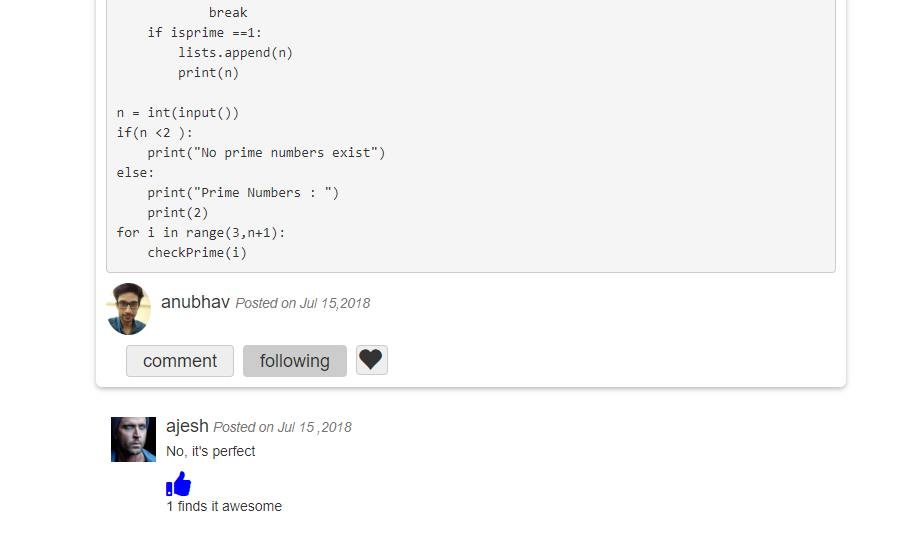 break
    if isprime ==1:
        lists.append(n)
        print(n)

n = int(input())
if(n <2 ):
    print("No prime numbers exist")
else:
    print("Prime Numbers : ")
    print(2)
for i in range(3,n+1):
    checkPrime(i)
anubhav Posted on Jul 15,2018
comment following
ajesh Posted on Jul 15 ,2018
No, it's perfect
1 finds it awesome